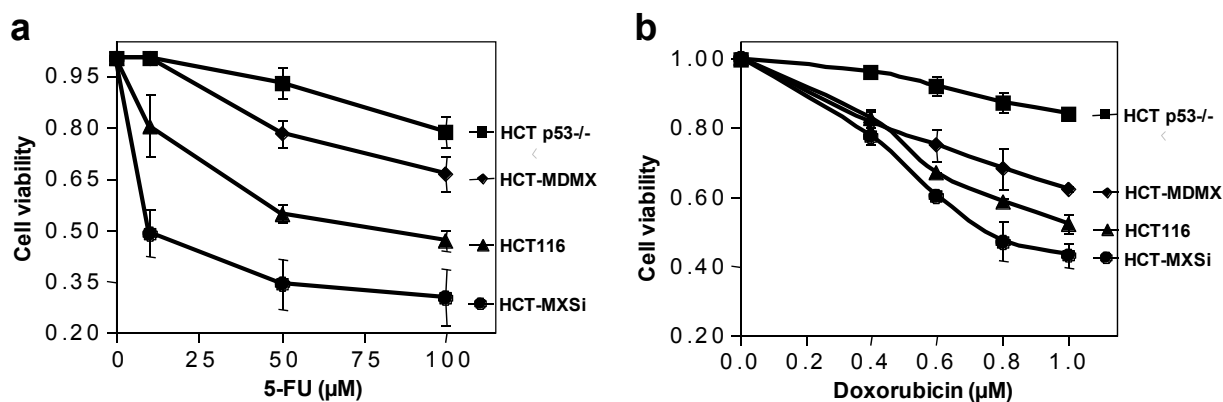 a
Cell viability
0.95
0.80
0.65
0.50
0.35
0.20
0
25
50
75
100
5-FU (µM)
HCT p53-/-
HCT-MDMX
HCT116
HCT-MXSi
b
Cell viability
1.00
0.80
0.60
0.40
0.20
0.0
0.2
0.4
0.6
0.8
1.0
Doxorubicin (µM)
HCT p53-/-
HCT-MDMX
HCT116
HCT-MXSi